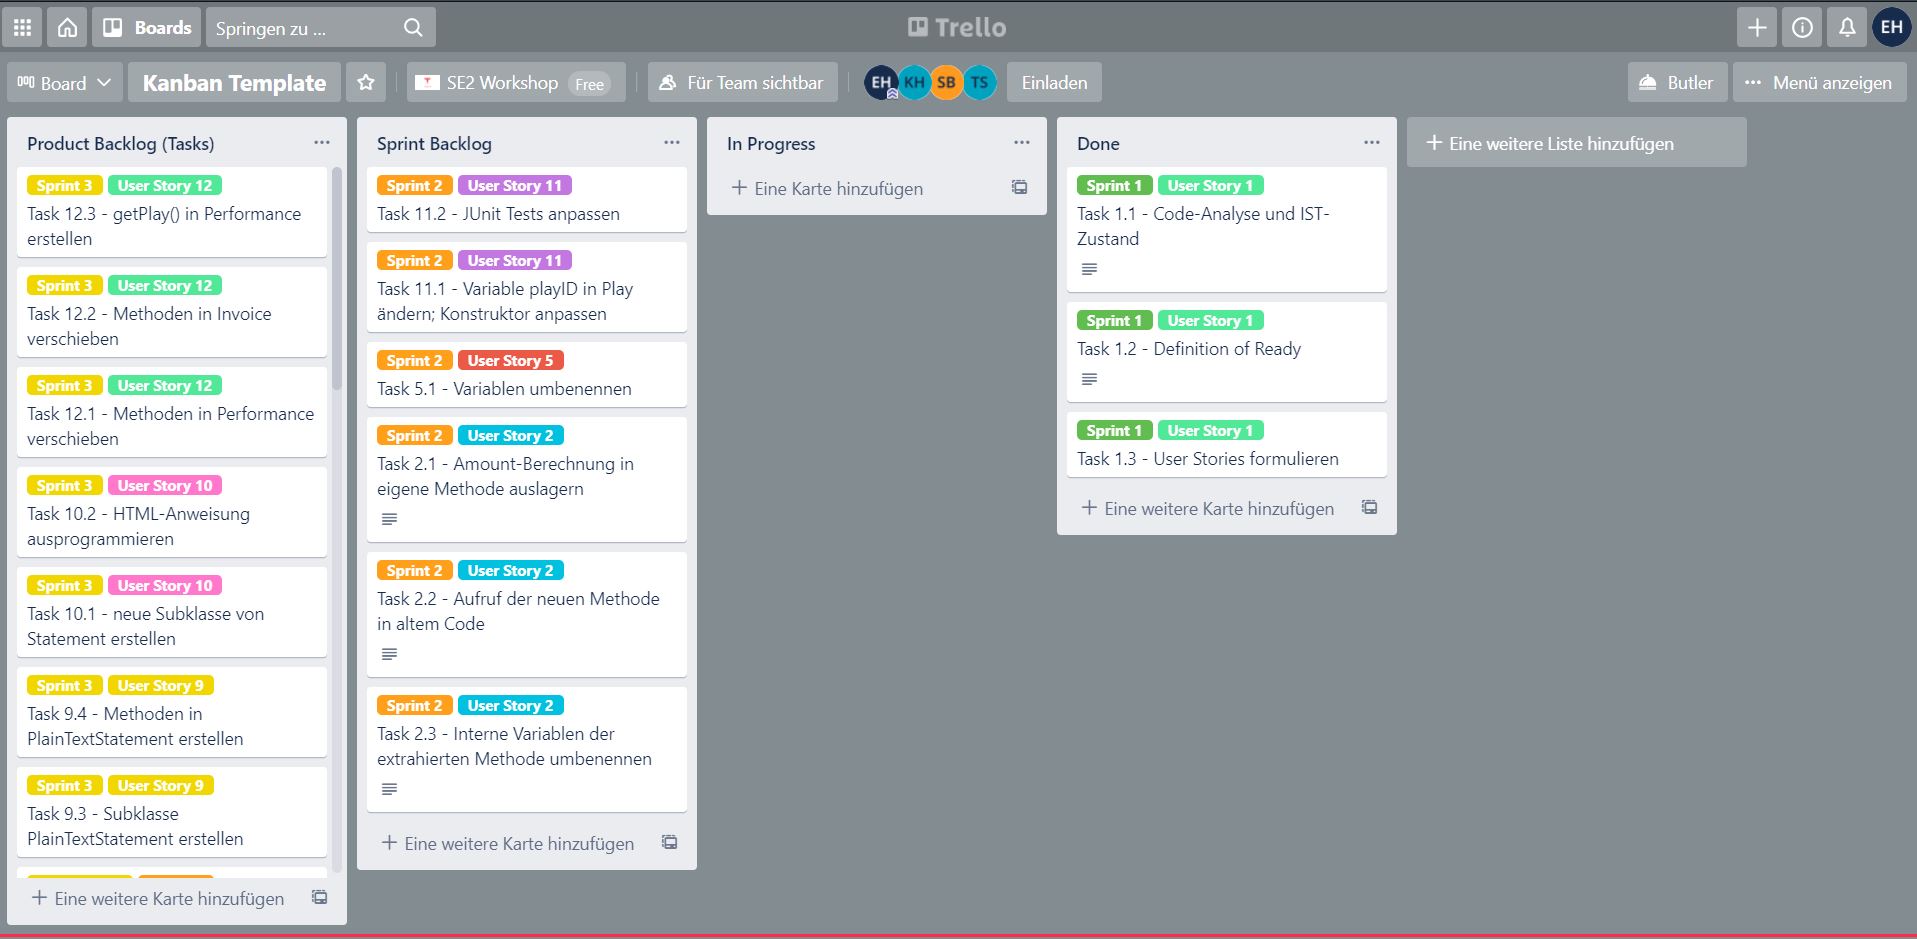 Boards
Springen zu ...
Trello
EH
Board
Kanban Template
SE2 Workshop Free
Für Team sichtbar
EH KH SB TS
Einladen
Butler
··· Menü anzeigen
Product Backlog (Tasks) ···
Sprint 3 User Story 12
Task 12.3 - getPlay() in Performance
erstellen
Sprint 3 User Story 12
Task 12.2 - Methoden in Invoice
verschieben
Sprint 3 User Story 12
Task 12.1 - Methoden in Performance
verschieben
Sprint 3 User Story 10
Task 10.2 - HTML-Anweisung
ausprogrammieren
Sprint 3 User Story 10
Task 10.1 - neue Subklasse von
Statement erstellen
Sprint 3 User Story 9
Task 9.4 - Methoden in
PlainTextStatement erstellen
Sprint 3 User Story 9
Task 9.3 - Subklasse
PlainTextStatement erstellen
+ Eine weitere Karte hinzufügen
Sprint Backlog ···
Sprint 2 User Story 11
Task 11.2 - JUnit Tests anpassen
Sprint 2 User Story 11
Task 11.1 - Variable playID in Play
ändern; Konstruktor anpassen
Sprint 2 User Story 5
Task 5.1 - Variablen umbenennen
Sprint 2 User Story 2
Task 2.1 - Amount-Berechnung in
eigene Methode auslagern
Sprint 2 User Story 2
Task 2.2 - Aufruf der neuen Methode
in altem Code
Sprint 2 User Story 2
Task 2.3 - Interne Variablen der
extrahierten Methode umbenennen
+ Eine weitere Karte hinzufügen
In Progress ···
+ Eine Karte hinzufügen
Done ···
Sprint 1 User Story 1
Task 1.1 - Code-Analyse und IST-
Zustand
Sprint 1 User Story 1
Task 1.2 - Definition of Ready
Sprint 1 User Story 1
Task 1.3 - User Stories formulieren
+ Eine weitere Karte hinzufügen
+ Eine weitere Liste hinzufügen